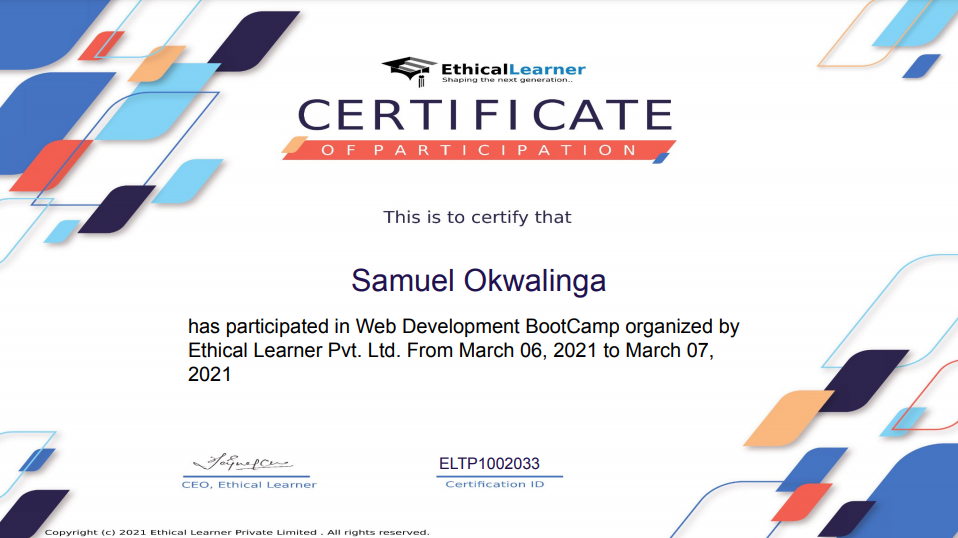 EthicalLearner
Shaping the next generation..
CERTIFICATE
OF PARTICIPATION
This is to certify that
Samuel Okwalinga
has participated in Web Development BootCamp organized by
Ethical Learner Pvt. Ltd. From March 06, 2021 to March 07,
2021
ELTP1002033
CEO, Ethical Learner
Certification ID
Copyright (c) 2021 Ethical Learner Private Limited . All rights reserved.